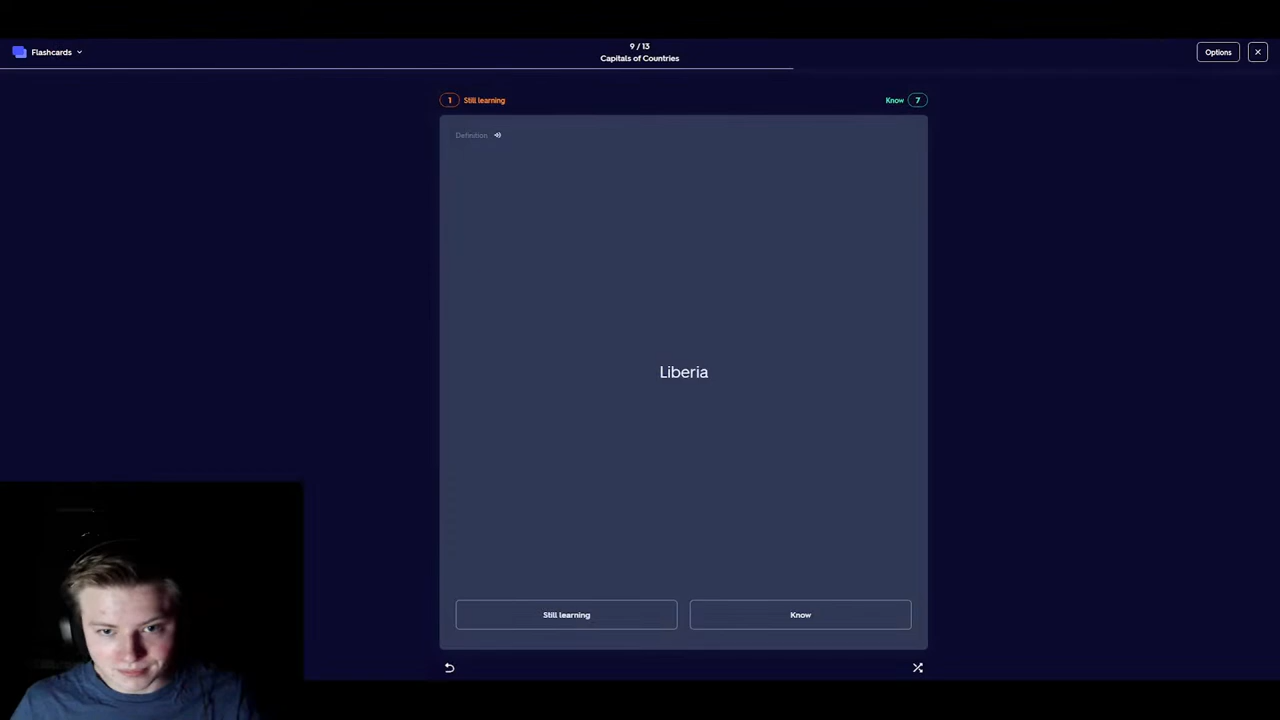 Flashcards
9 / 13
Capitals of Countries
Options
1 Still learning
Know 7
Definition
Liberia
Still learning
Know